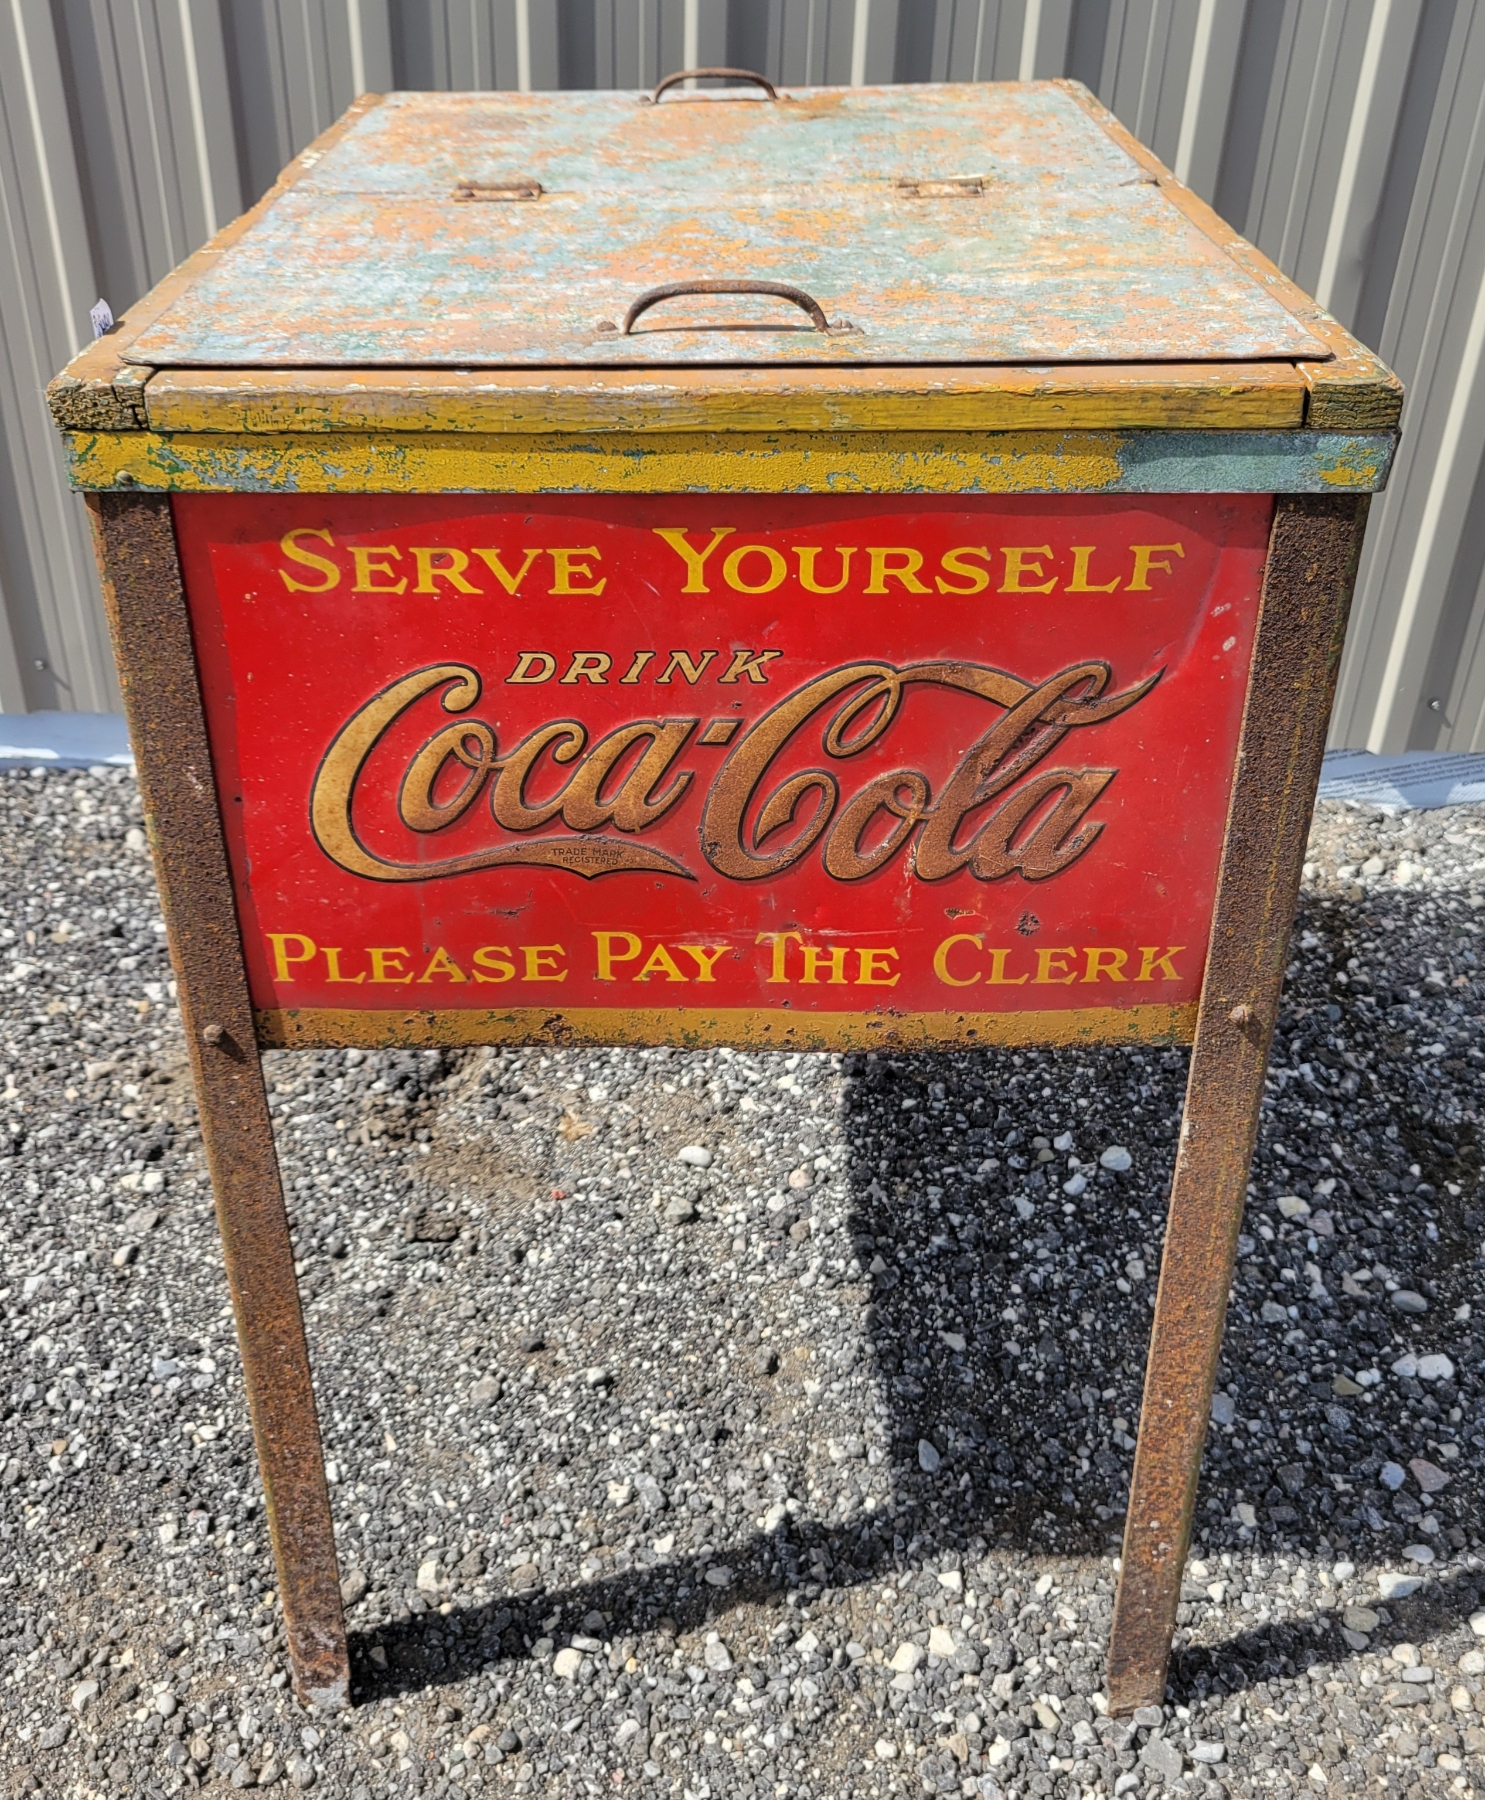 SERVE YOURSELF
DRINK
Coca-Cola
TRADE MARK
REGISTERED
PLEASE PAY THE CLERK